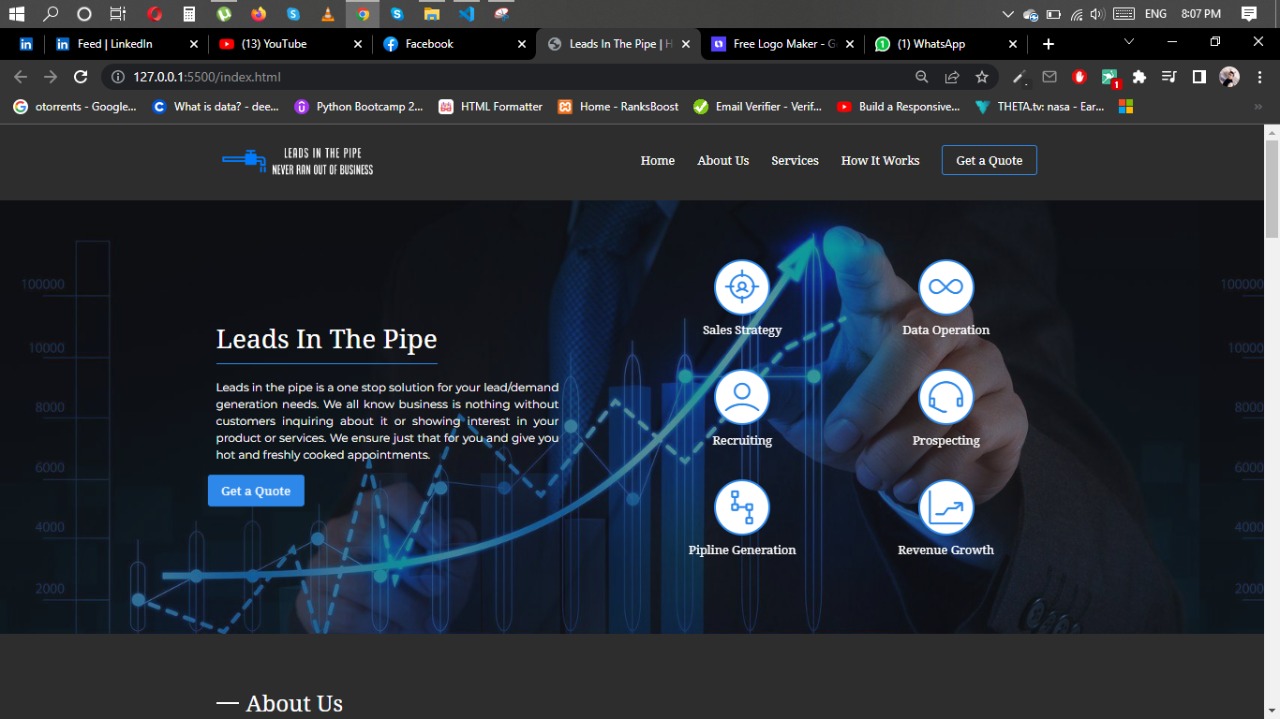 ENG 8:07 PM
Feed | LinkedIn
(13) YouTube
Facebook
Leads In The Pipe | H
Free Logo Maker - G
(1) WhatsApp
127.0.0.1:5500/index.html
1
otorrents - Google...
What is data? - dee...
Python Bootcamp 2...
HTML Formatter
Home - RanksBoost
Email Verifier - Verif...
Build a Responsive...
THETA.tv: nasa - Ear...
LEADS IN THE PIPE
NEVER RAN OUT OF BUSINESS
Home
About Us
Services
How It Works
Get a Quote
100000
10000
8000
6000
4000
2000
Leads In The Pipe
Leads in the pipe is a one stop solution for your lead/demand
generation needs. We all know business is nothing without
customers inquiring about it or showing interest in your
product or services. We ensure just that for you and give you
hot and freshly cooked appointments.
Get a Quote
Sales Strategy
Data Operation
Recruiting
Prospecting
Pipline Generation
Revenue Growth
100000
10000
8000
6000
4000
2000
— About Us